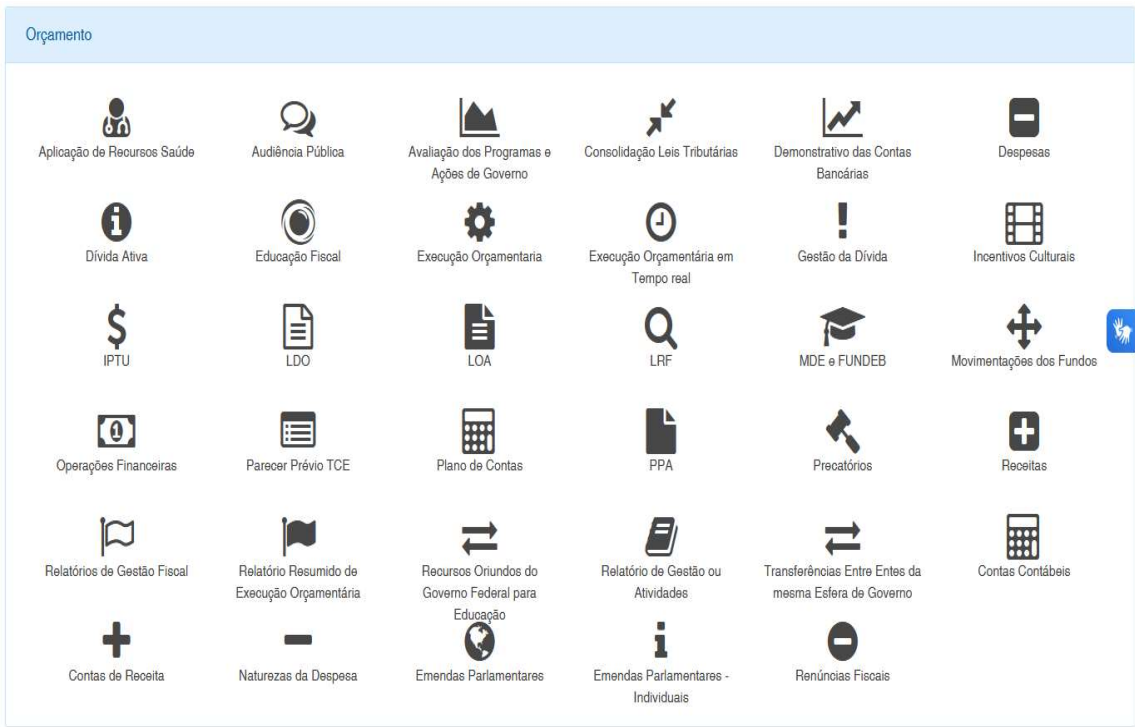 Orçamento
Aplicação de Recursos Saúde
Audiência Pública
Avaliação dos Programas e
Ações de Governo
Consolidação Leis Tributárias
Demonstrativo das Contas
Bancárias
Despesas
Dívida Ativa
Educação Fiscal
Execução Orçamentaria
Execução Orçamentária em
Tempo real
Gestão da Dívida
Incentivos Culturais
IPTU
LDO
LOA
LRF
MDE e FUNDEB
Movimentações dos Fundos
Operações Financeiras
Parecer Prévio TCE
Plano de Contas
PPA
Precatórios
Receitas
Relatórios de Gestão Fiscal
Relatório Resumido de
Execução Orçamentária
Recursos Oriundos do
Governo Federal para
Educação
Relatório de Gestão ou
Atividades
Transferências Entre Entes da
mesma Esfera de Governo
Contas Contábeis
Contas de Receita
Naturezas da Despesa
Emendas Parlamentares
Emendas Parlamentares -
Individuais
Renúncias Fiscais